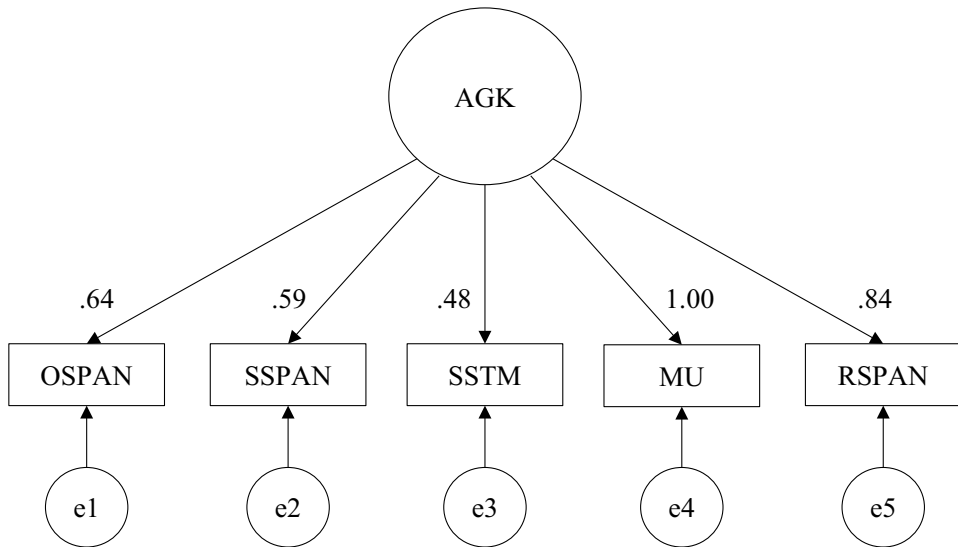 AGK
.64
.59
.48
1.00
.84
OSPAN
SSPAN
SSTM
MU
RSPAN
e1
e2
e3
e4
e5